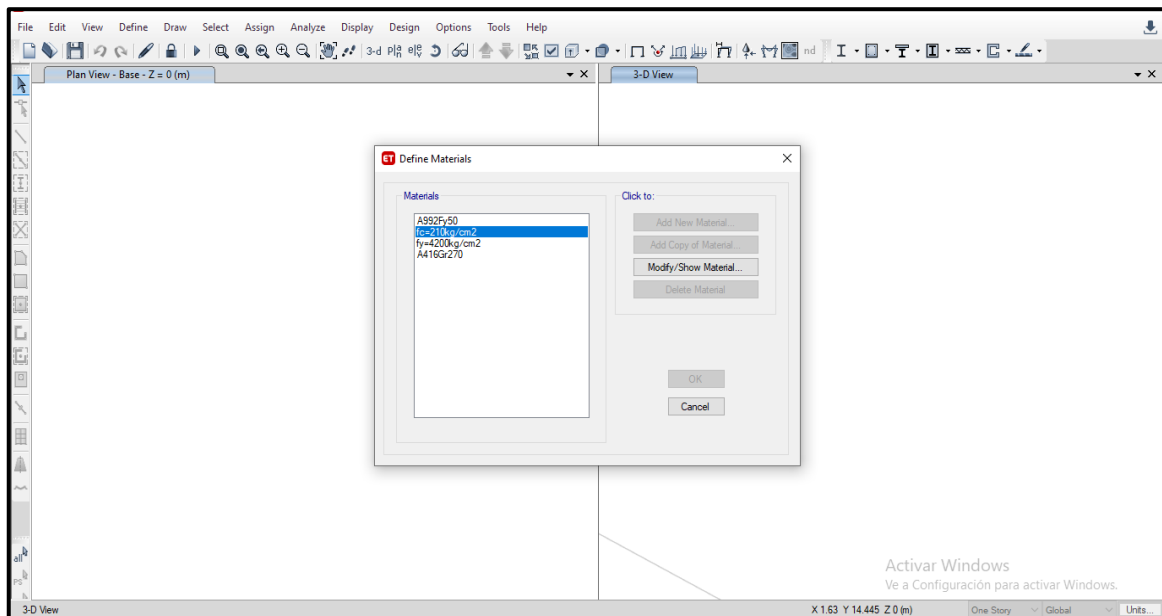 File Edit View Define Draw Select Assign Analyze Display Design Options Tools Help
3-d
nd
Plan View - Base - Z = 0 (m)
3-D View
ET Define Materials
Materials
A992Fy50
fc=210kg/cm2
fy=4200kg/cm2
A416Gr270
Click to:
Add New Material...
Add Copy of Material...
Modify/Show Material...
Delete Material
OK
Cancel
all
PS
Activar Windows
Ve a Configuración para activar Windows.
3-D View
X 1.63 Y 14.445 Z 0 (m)
One Story
Global
Units...